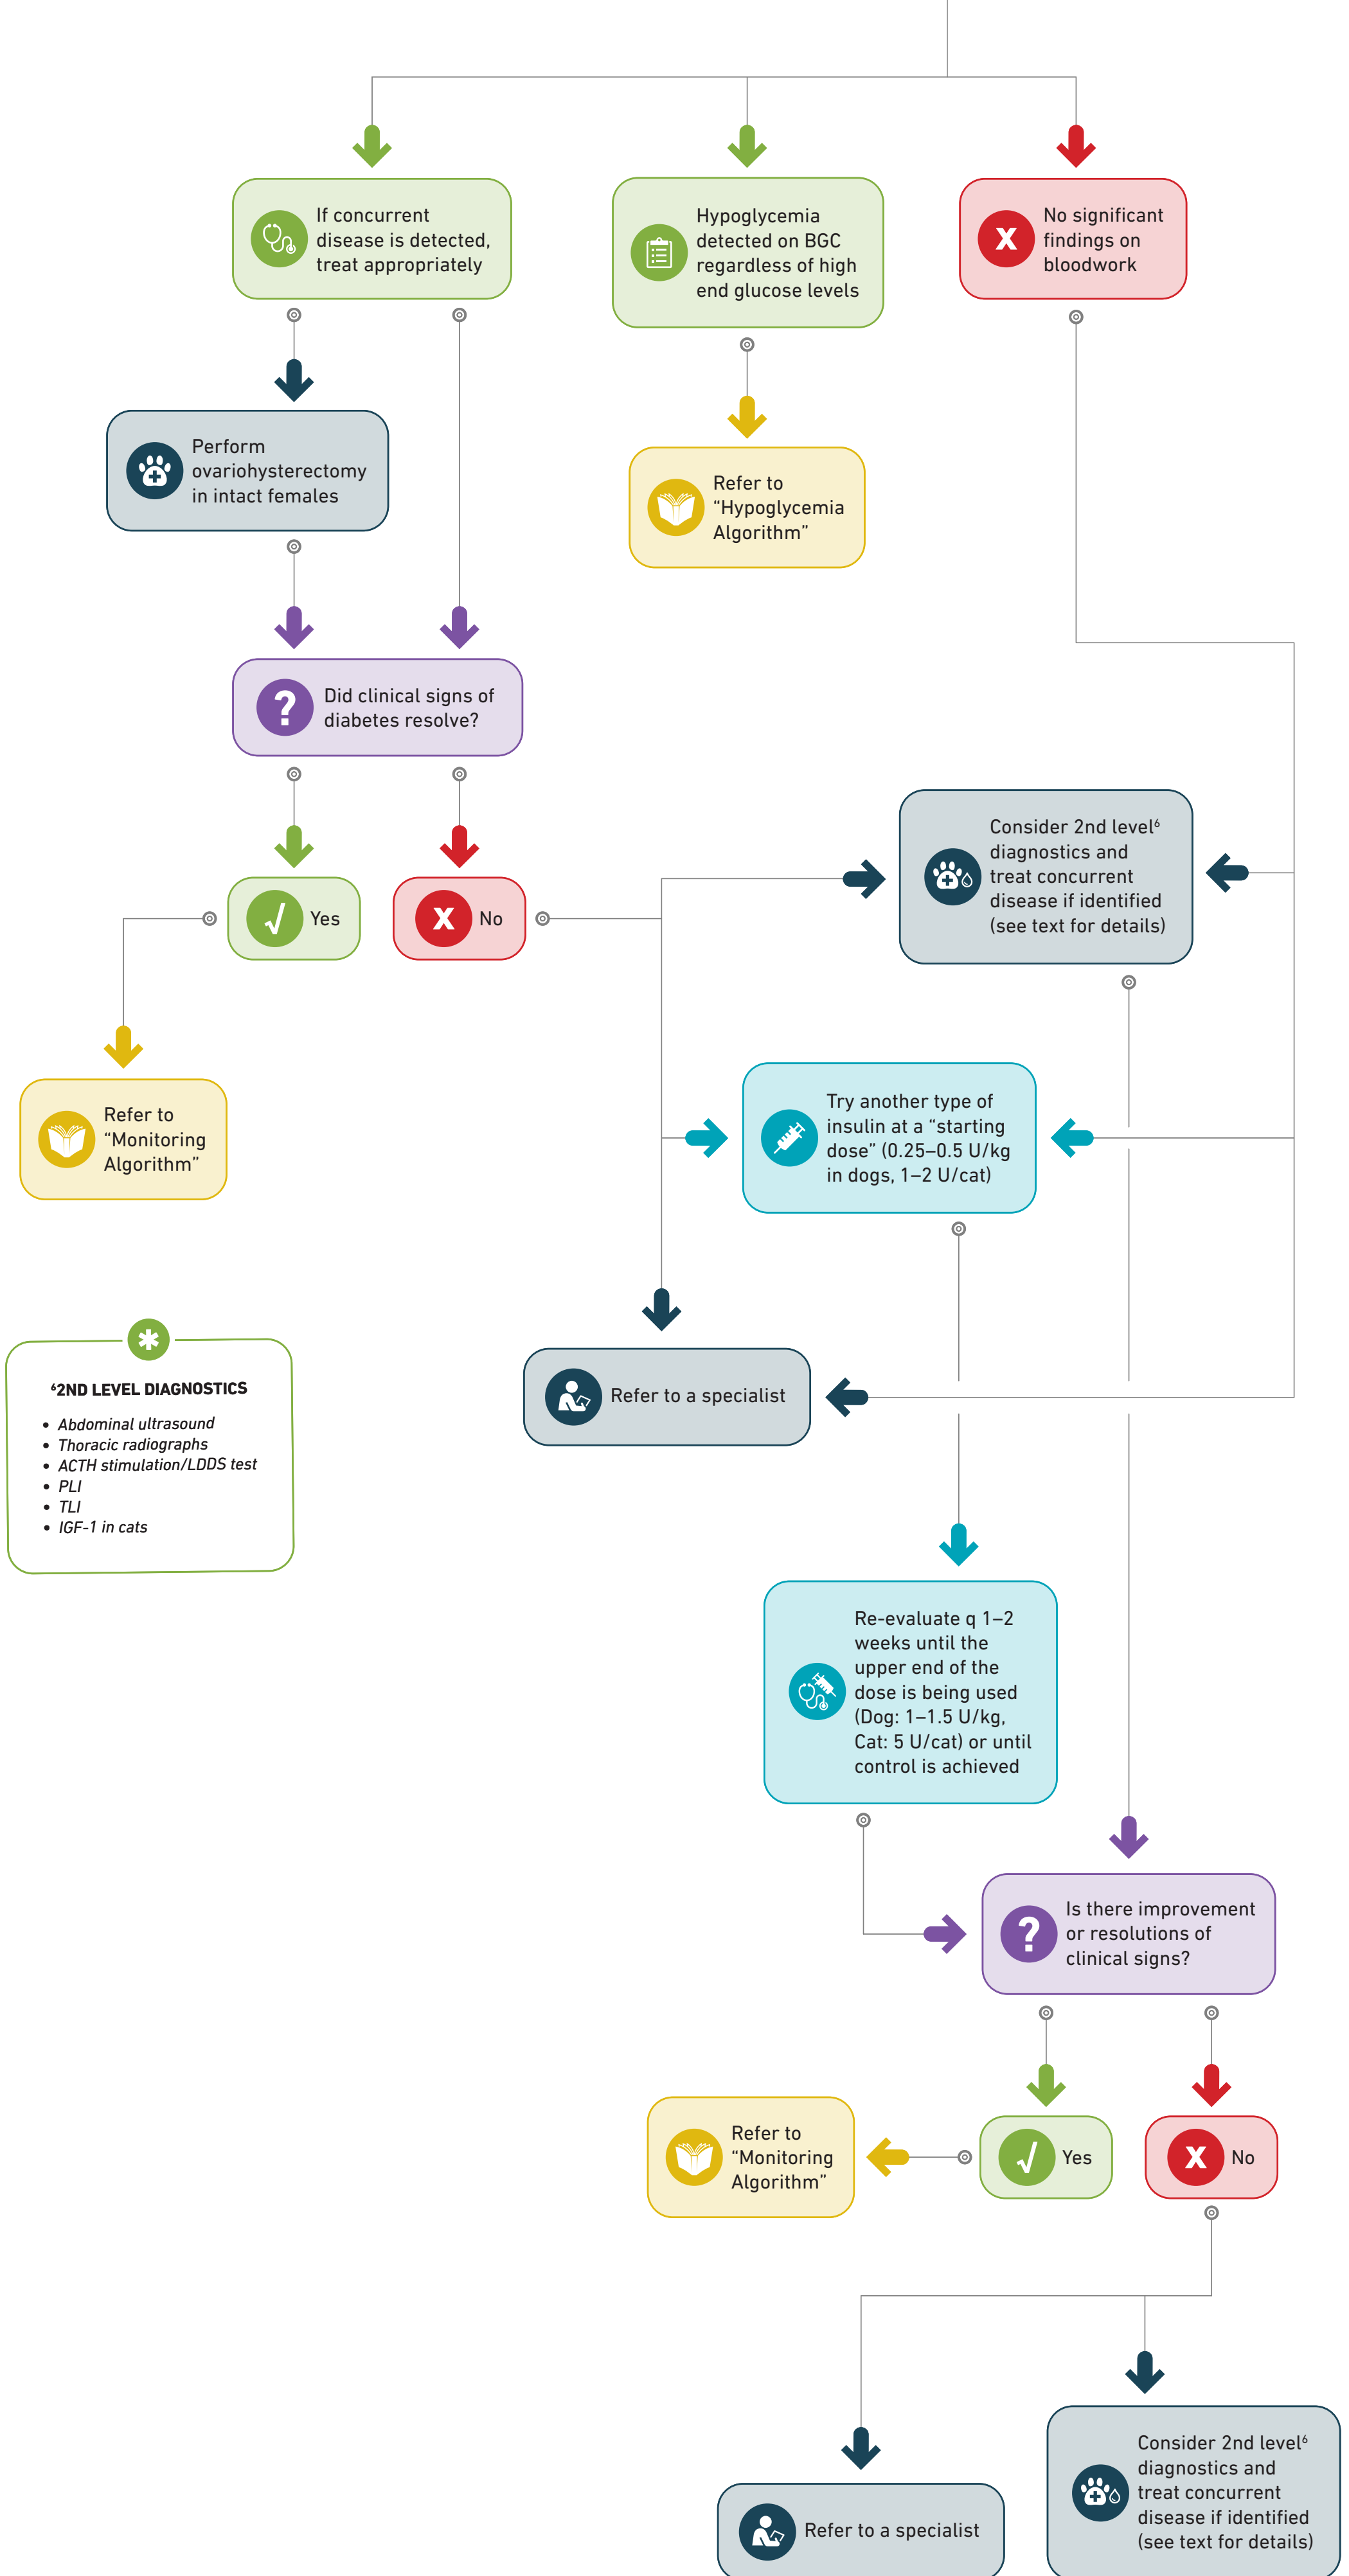 If concurrent
disease is detected,
treat appropriately
Hypoglycemia
detected on BGC
regardless of high
end glucose levels
X
No significant
findings on
bloodwork
Perform
ovariohysterectomy
in intact females
Refer to
“Hypoglycemia
Algorithm”
?
Did clinical signs of
diabetes resolve?
√ Yes
X No
Consider 2nd level⁶
diagnostics and
treat concurrent
disease if identified
(see text for details)
Refer to
“Monitoring
Algorithm”
Try another type of
insulin at a “starting
dose” (0.25–0.5 U/kg
in dogs, 1–2 U/cat)
Refer to a specialist
✱
⁶2ND LEVEL DIAGNOSTICS
• Abdominal ultrasound
• Thoracic radiographs
• ACTH stimulation/LDDS test
• PLI
• TLI
• IGF-1 in cats
Re-evaluate q 1–2
weeks until the
upper end of the
dose is being used
(Dog: 1–1.5 U/kg,
Cat: 5 U/cat) or until
control is achieved
?
Is there improvement
or resolutions of
clinical signs?
Refer to
“Monitoring
Algorithm”
√ Yes
X No
Refer to a specialist
Consider 2nd level⁶
diagnostics and
treat concurrent
disease if identified
(see text for details)